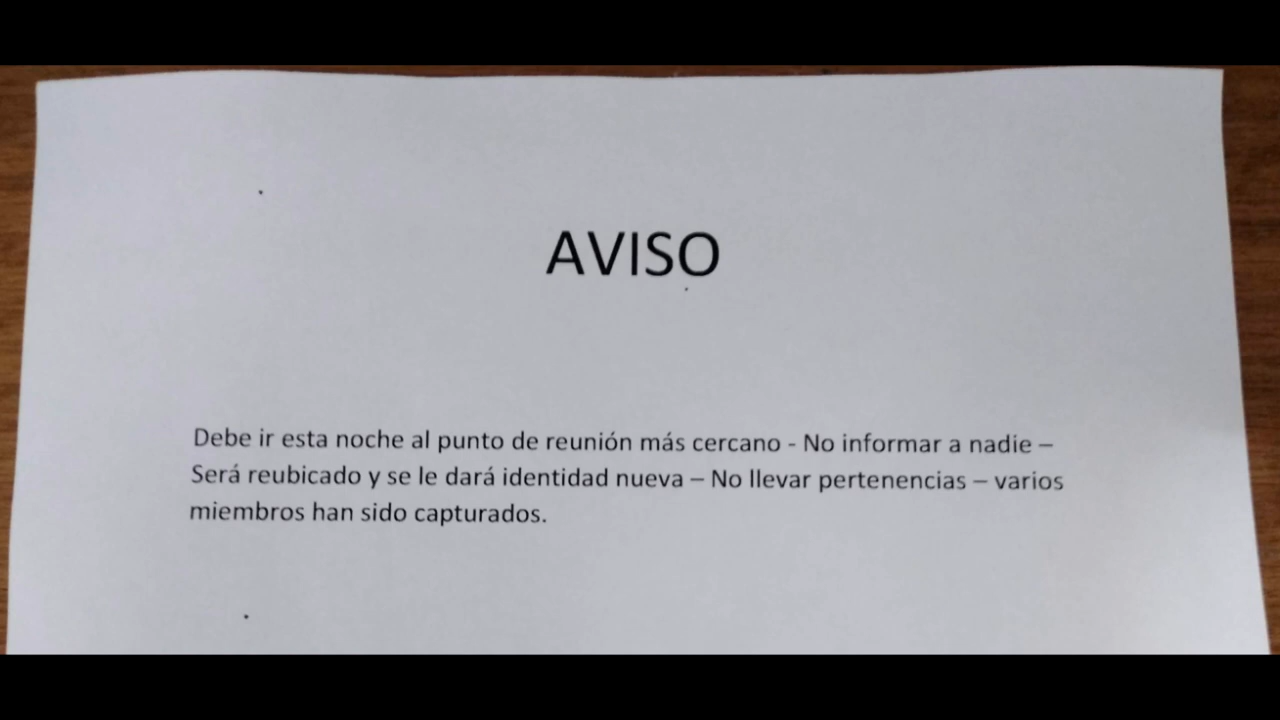 AVISO
Debe ir esta noche al punto de reunión más cercano - No informar a nadie –
Será reubicado y se le dará identidad nueva – No llevar pertenencias – varios
miembros han sido capturados.